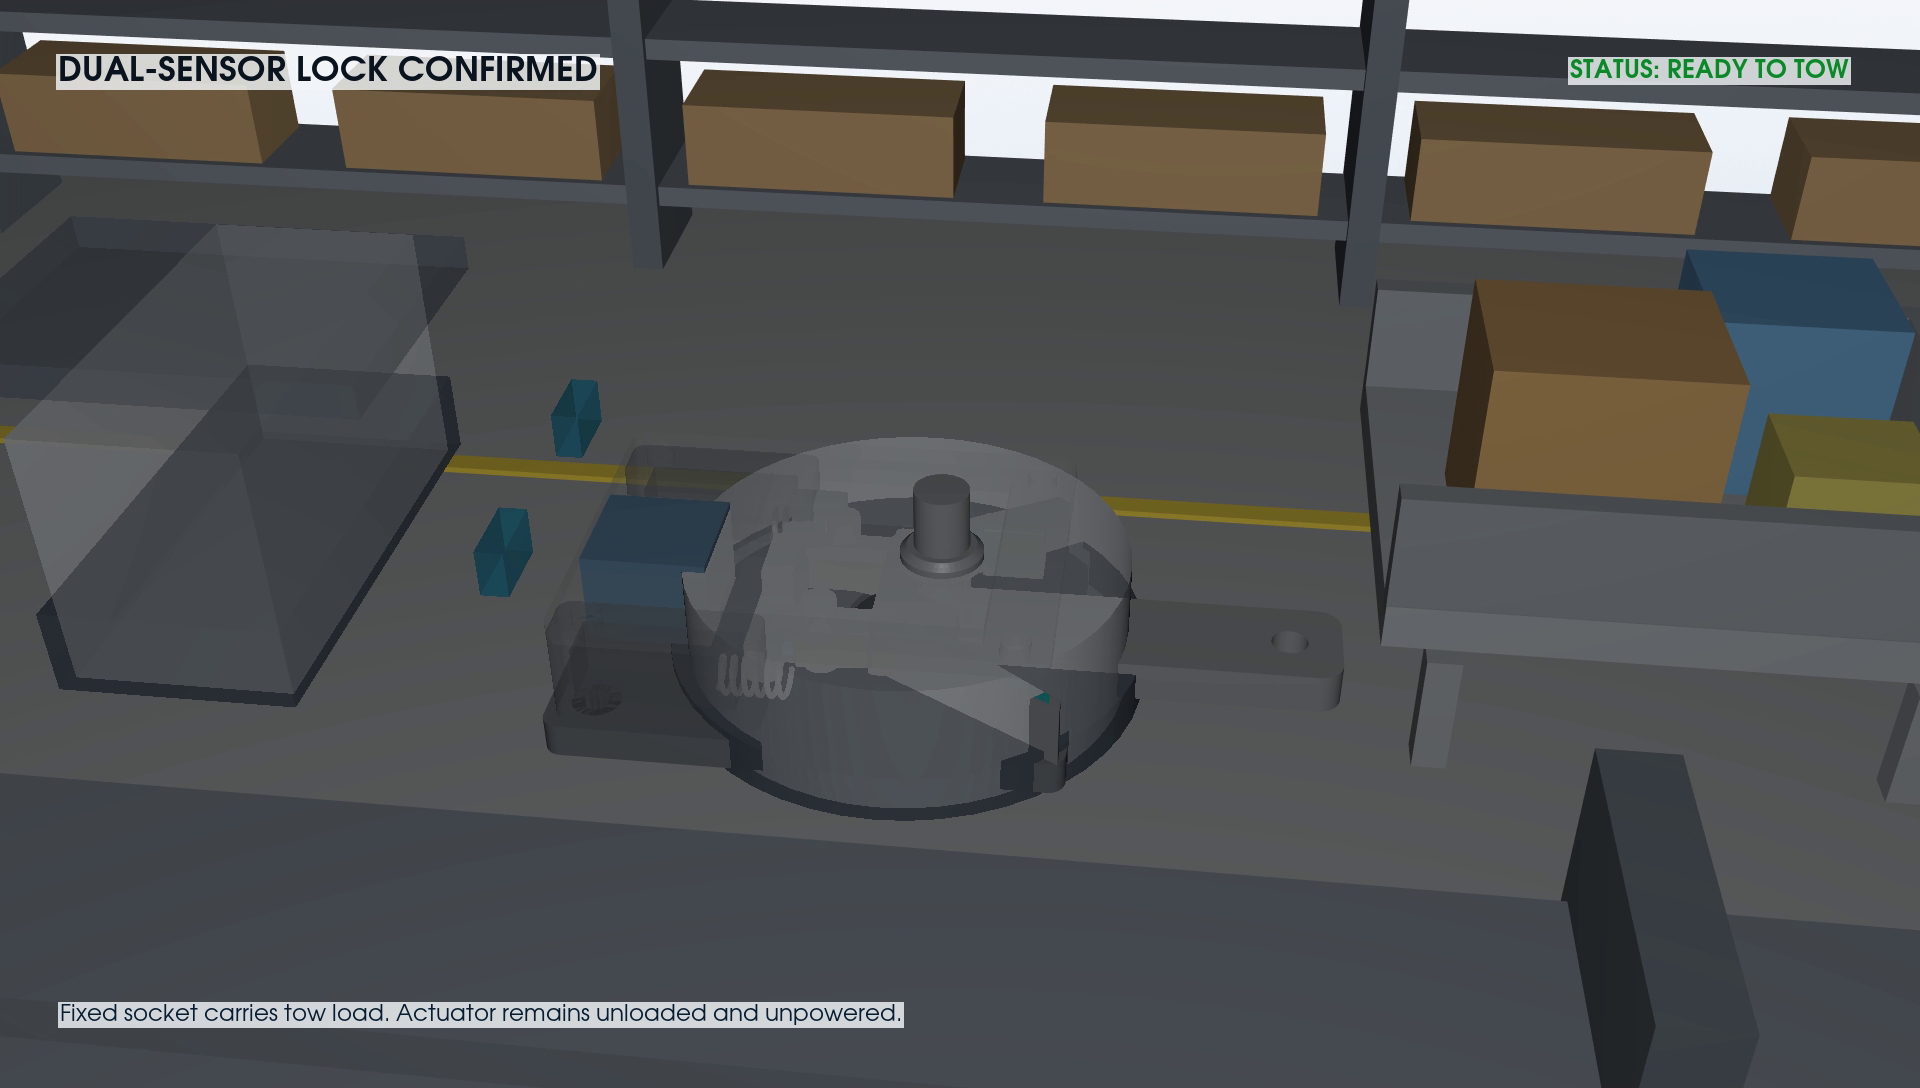 DUAL-SENSOR LOCK CONFIRMED
STATUS: READY TO TOW
Fixed socket carries tow load. Actuator remains unloaded and unpowered.